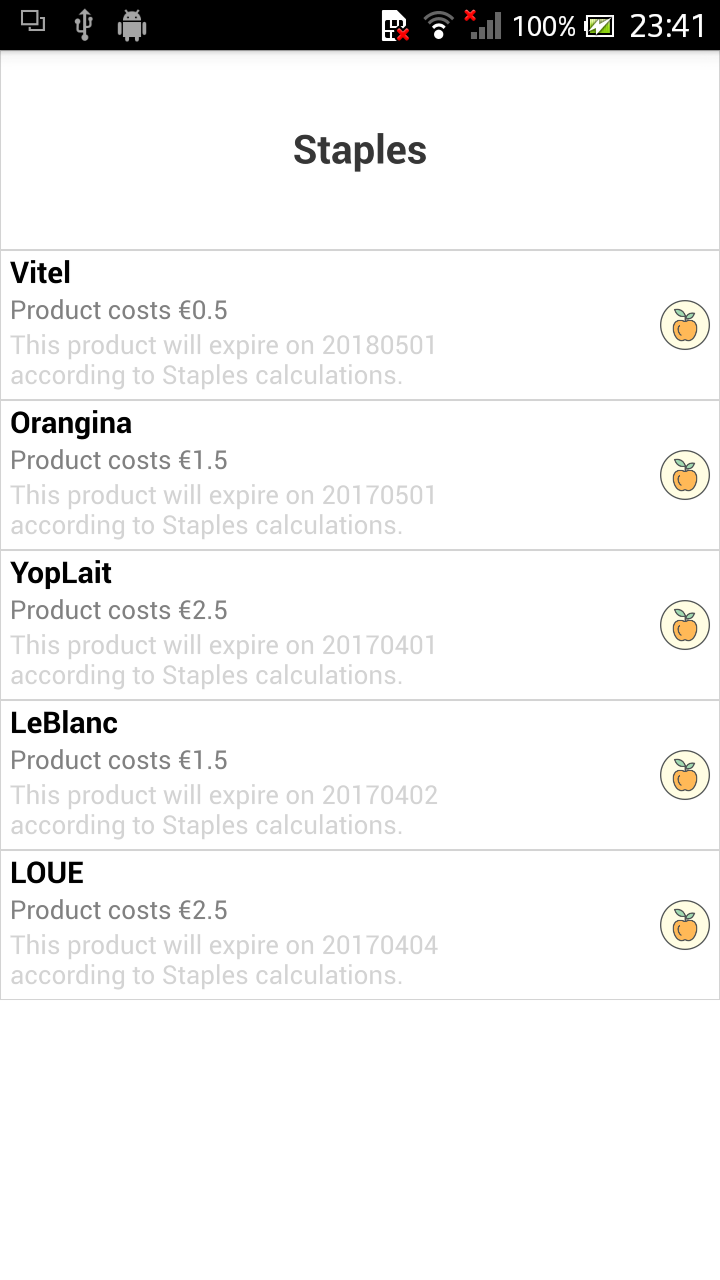 100% 23:41
Staples
Vitel
Product costs €0.5
This product will expire on 20180501
according to Staples calculations.
Orangina
Product costs €1.5
This product will expire on 20170501
according to Staples calculations.
YopLait
Product costs €2.5
This product will expire on 20170401
according to Staples calculations.
LeBlanc
Product costs €1.5
This product will expire on 20170402
according to Staples calculations.
LOUE
Product costs €2.5
This product will expire on 20170404
according to Staples calculations.